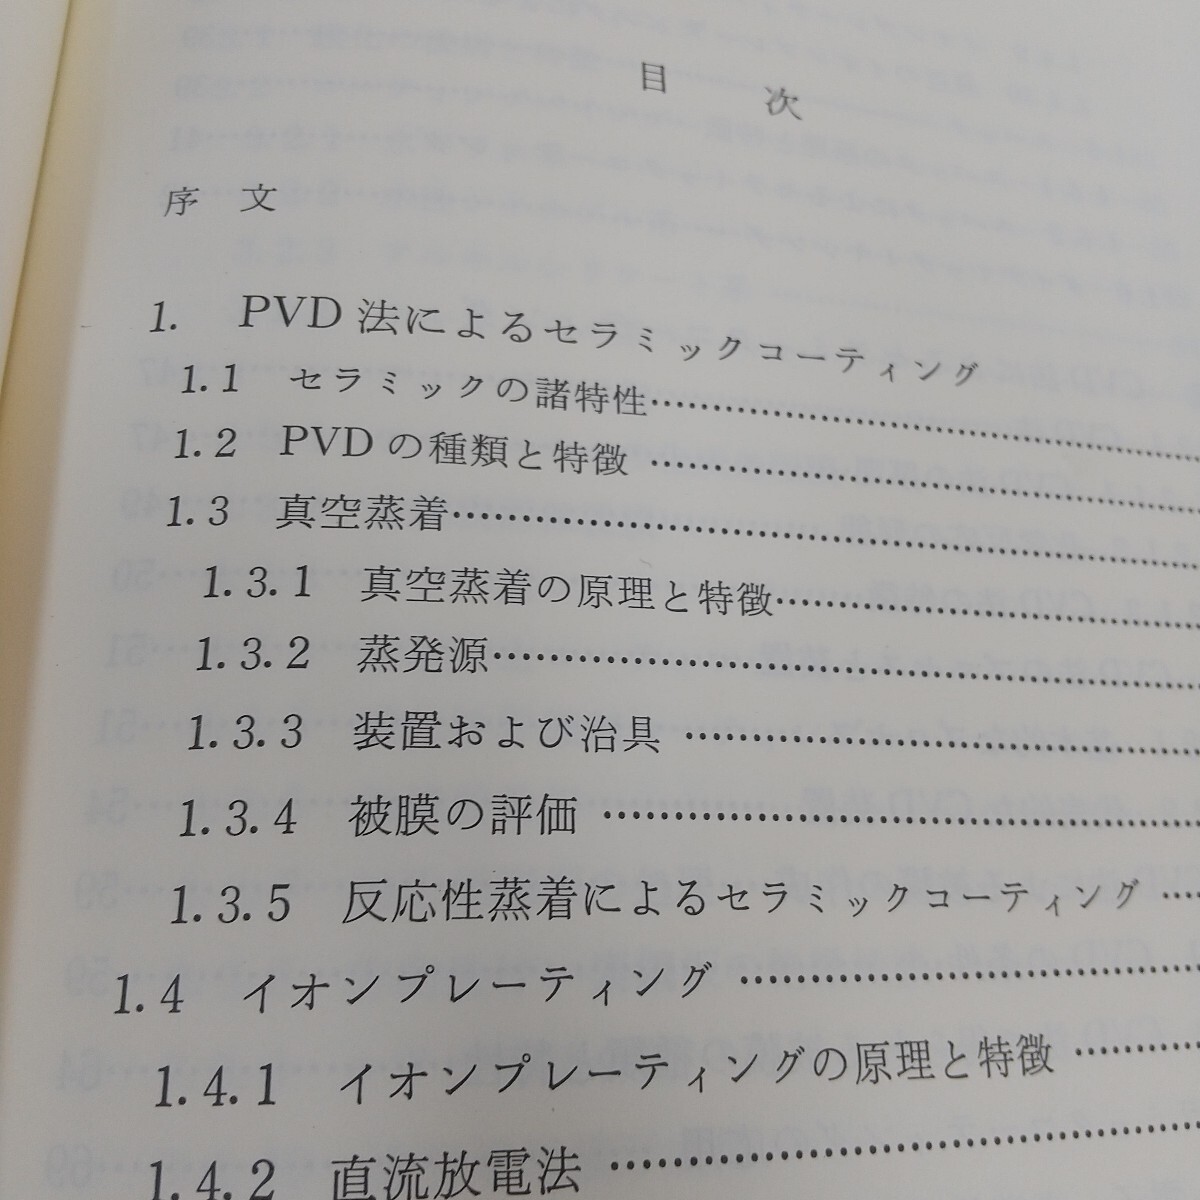 目 次
序 文
1. PVD 法によるセラミックコーティング
1.1 セラミックの諸特性
1.2 PVD の種類と特徴
1.3 真空蒸着
1.3.1 真空蒸着の原理と特徴
1.3.2 蒸発源
1.3.3 装置および治具
1.3.4 被膜の評価
1.3.5 反応性蒸着によるセラミックコーティング
1.4 イオンプレーティング
1.4.1 イオンプレーティングの原理と特徴
1.4.2 直流放電法